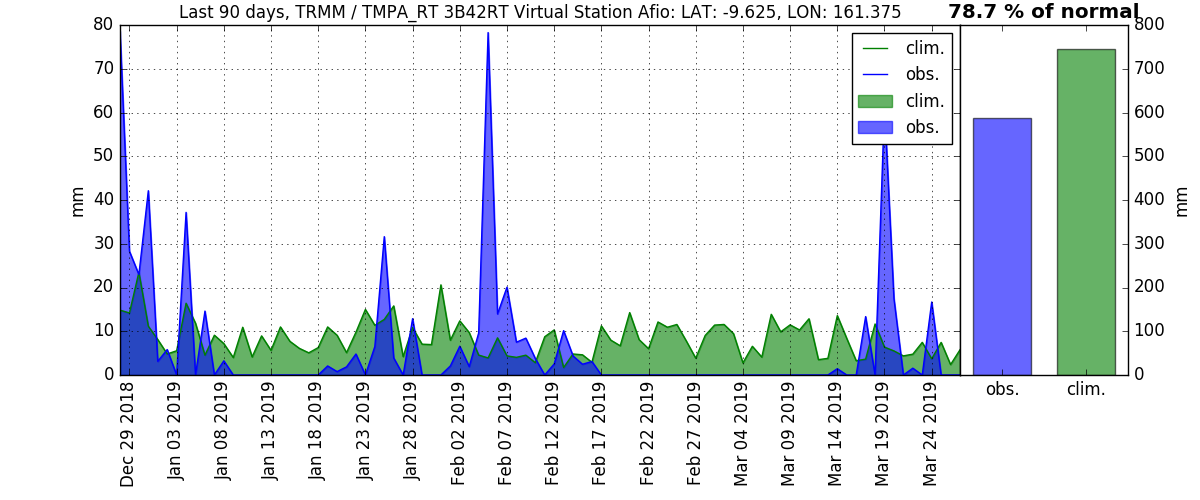 Last 90 days, TRMM / TMPA_RT 3B42RT Virtual Station Afio: LAT: -9.625, LON: 161.375
78.7 % of normal
80
70
60
50
40
30
20
10
0
mm
clim.
obs.
clim.
obs.
Dec 29 2018
Jan 03 2019
Jan 08 2019
Jan 13 2019
Jan 18 2019
Jan 23 2019
Jan 28 2019
Feb 02 2019
Feb 07 2019
Feb 12 2019
Feb 17 2019
Feb 22 2019
Feb 27 2019
Mar 04 2019
Mar 09 2019
Mar 14 2019
Mar 19 2019
Mar 24 2019
800
700
600
500
400
300
200
100
0
mm
obs.
clim.